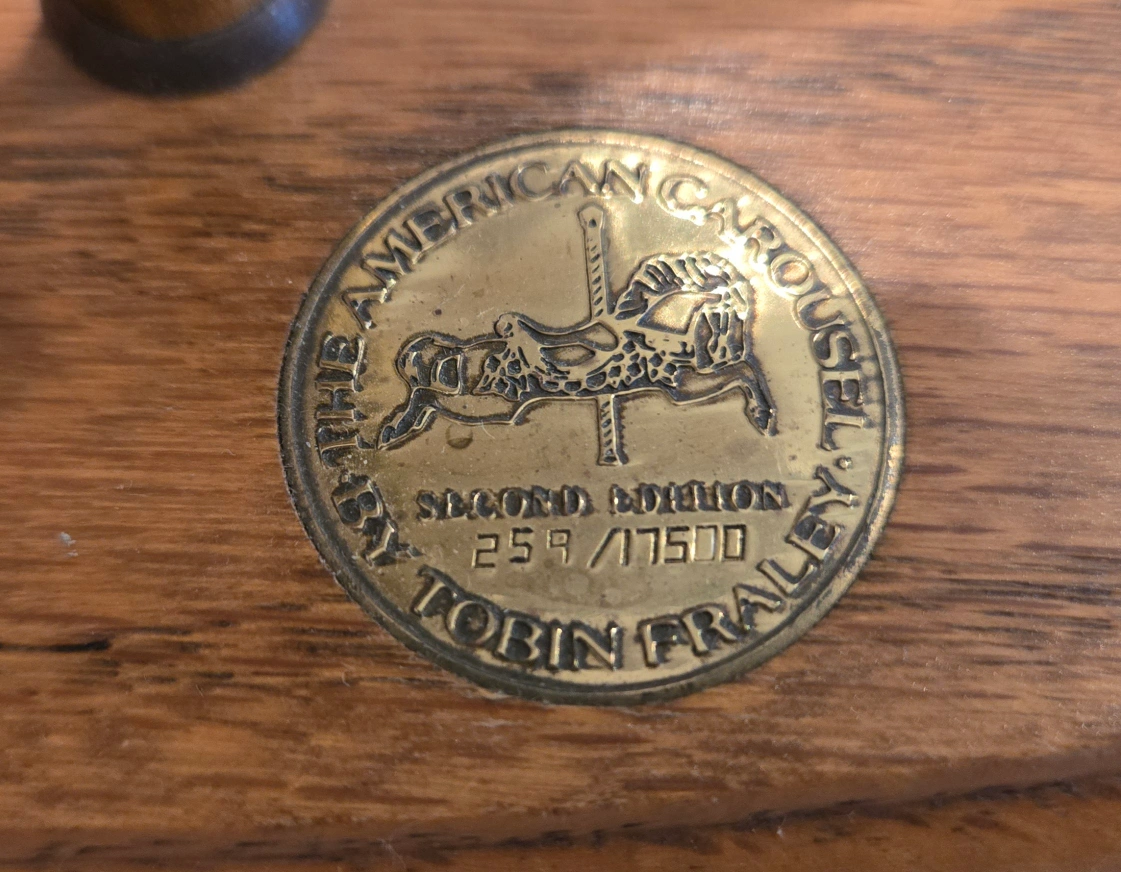 THE AMERICAN CAROUSEL ·
BY TOBIN FRALEY
SECOND EDITION
259/17500